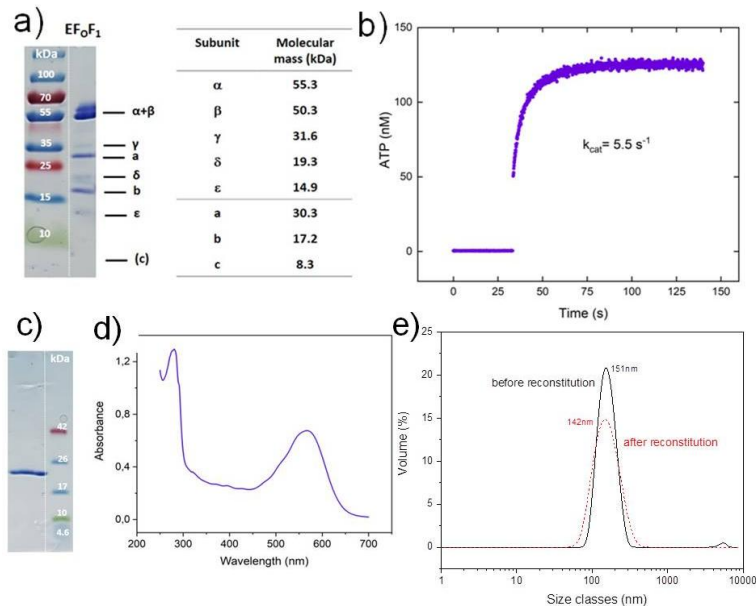 a)
EF₀F₁
kDa
100
70
55
35
25
15
10
α+β
γ
a
δ
b
ε
(c)
Subunit Molecular mass (kDa)
α 55.3
β 50.3
γ 31.6
δ 19.3
ε 14.9
a 30.3
b 17.2
c 8.3
b)
ATP (nM)
150
100
50
0
k_cat= 5.5 s⁻¹
0 25 50 75 100 125 150
Time (s)
c)
kDa
42
26
17
10
4.6
d)
Absorbance
1,2
0,8
0,4
0,0
200 300 400 500 600 700
Wavelength (nm)
e)
Volume (%)
25
20
15
10
5
0
151nm
before reconstitution
142nm
after reconstitution
1 10 100 1000 10000
Size classes (nm)